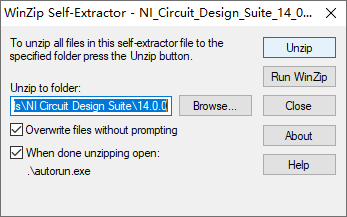 WinZip Self-Extractor - NI_Circuit_Design_Suite_14_0...
To unzip all files in this self-extractor file to the
specified folder press the Unzip button.
Unzip to folder:
ls\NI Circuit Design Suite\14.0.0
Browse...
Overwrite files without prompting
When done unzipping open:
.\autorun.exe
Unzip
Run WinZip
Close
About
Help